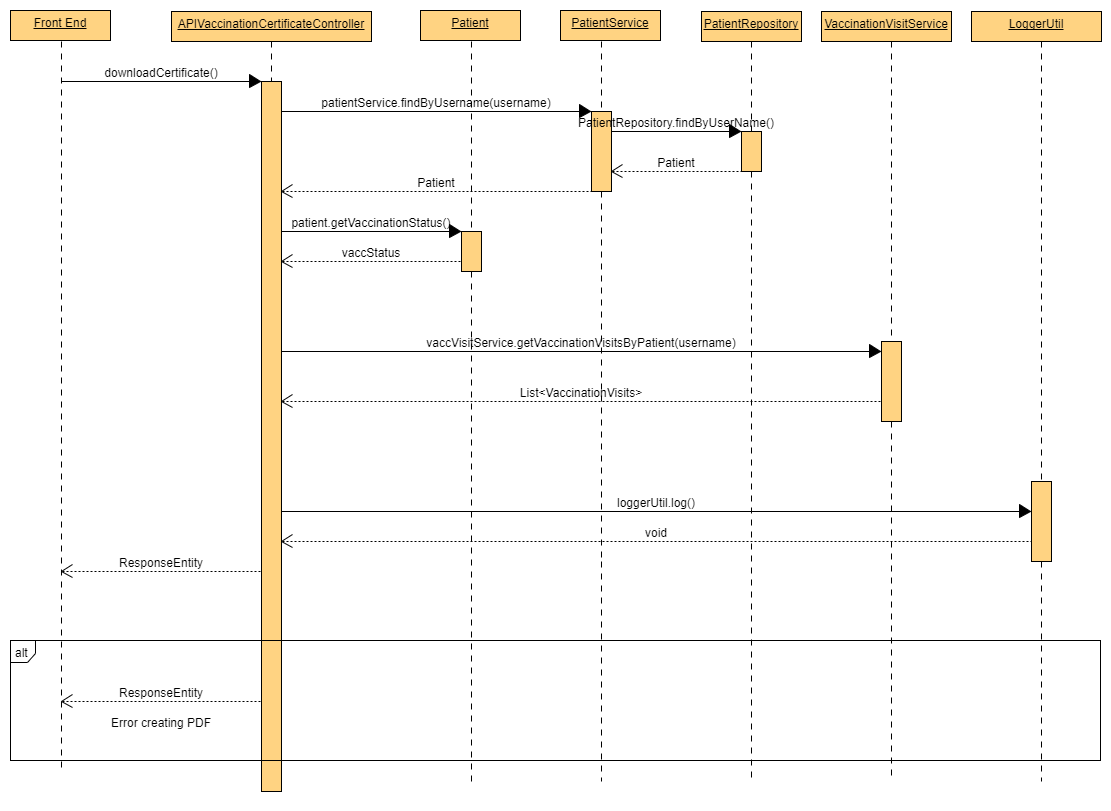 Front End
APIVaccinationCertificateController
Patient
PatientService
PatientRepository
VaccinationVisitService
LoggerUtil
downloadCertificate()
patientService.findByUsername(username)
PatientRepository.findByUserName()
Patient
Patient
patient.getVaccinationStatus()
vaccStatus
vaccVisitService.getVaccinationVisitsByPatient(username)
List<VaccinationVisits>
loggerUtil.log()
void
ResponseEntity
alt
ResponseEntity
Error creating PDF